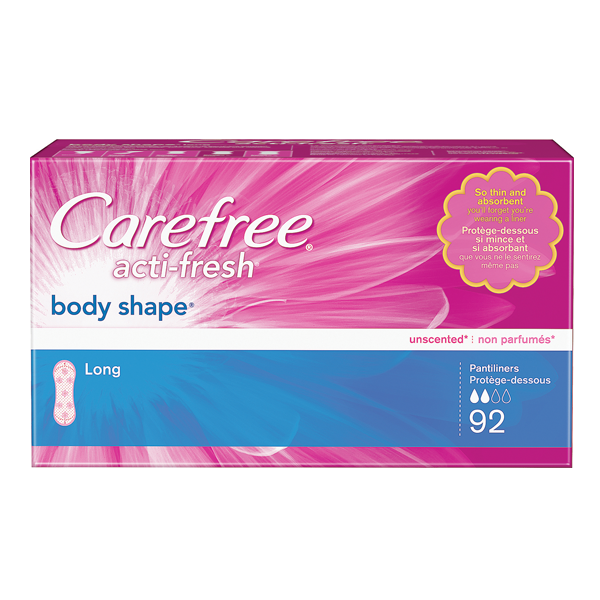 Carefree®
acti-fresh®
body shape®
So thin and
absorbent
you'll forget you're
wearing a liner
Protège-dessous
si mince et
si absorbant
que vous ne le sentirez
même pas
unscented* | non parfumés*
Long
Pantiliners
Protège-dessous
92